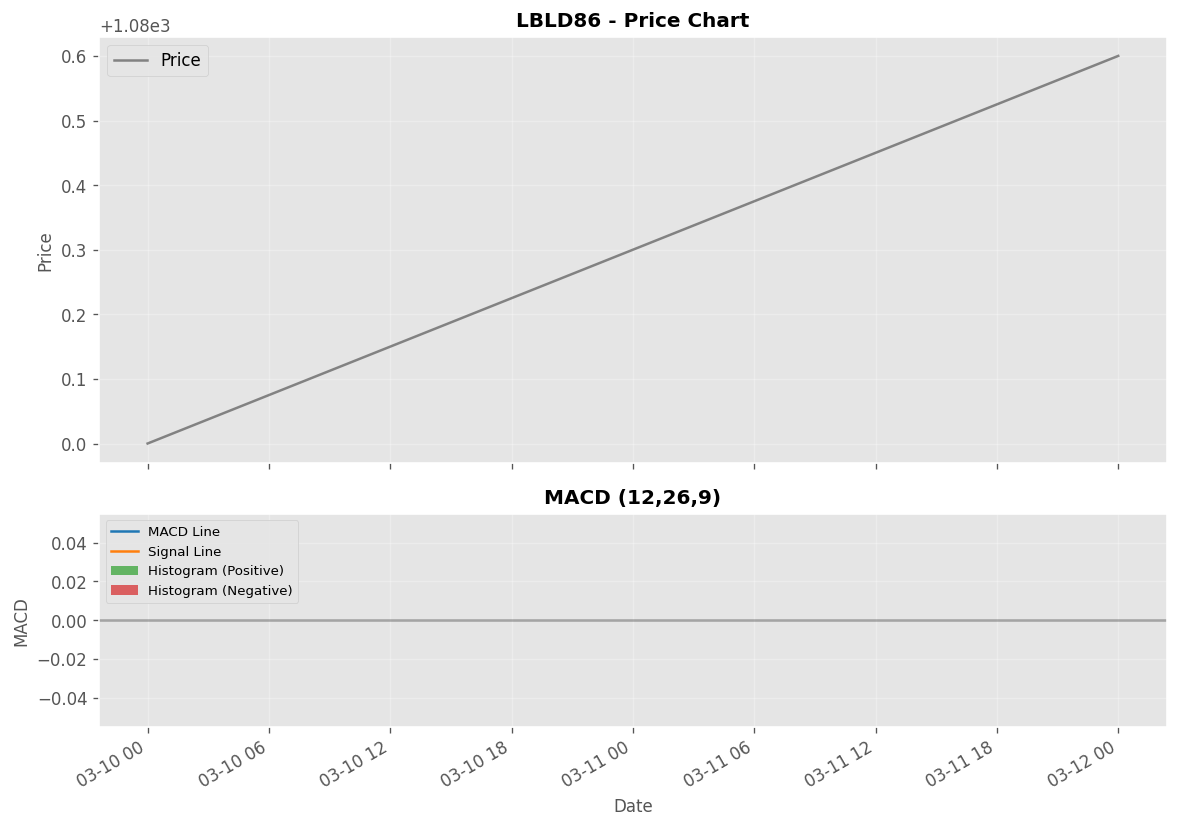 LBLD86 - Price Chart
+1.08e3
Price
0.6
0.5
0.4
0.3
0.2
0.1
0.0
Price
MACD (12,26,9)
MACD Line
Signal Line
Histogram (Positive)
Histogram (Negative)
0.04
0.02
0.00
−0.02
−0.04
MACD
03-10 00
03-10 06
03-10 12
03-10 18
03-11 00
03-11 06
03-11 12
03-11 18
03-12 00
Date